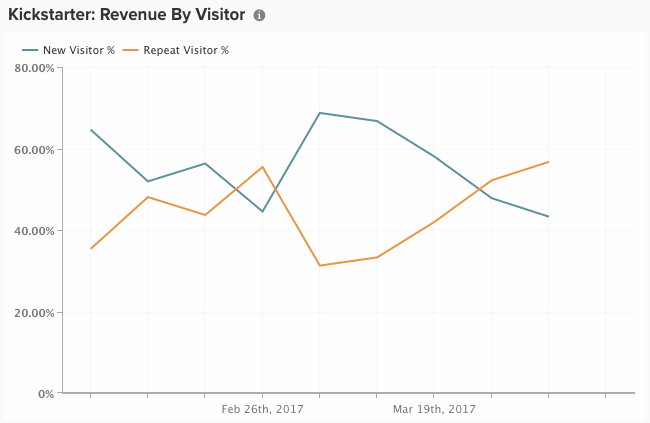 Kickstarter: Revenue By Visitor i
New Visitor % Repeat Visitor %
80.00%
60.00%
40.00%
20.00%
0%
Feb 26th, 2017 Mar 19th, 2017